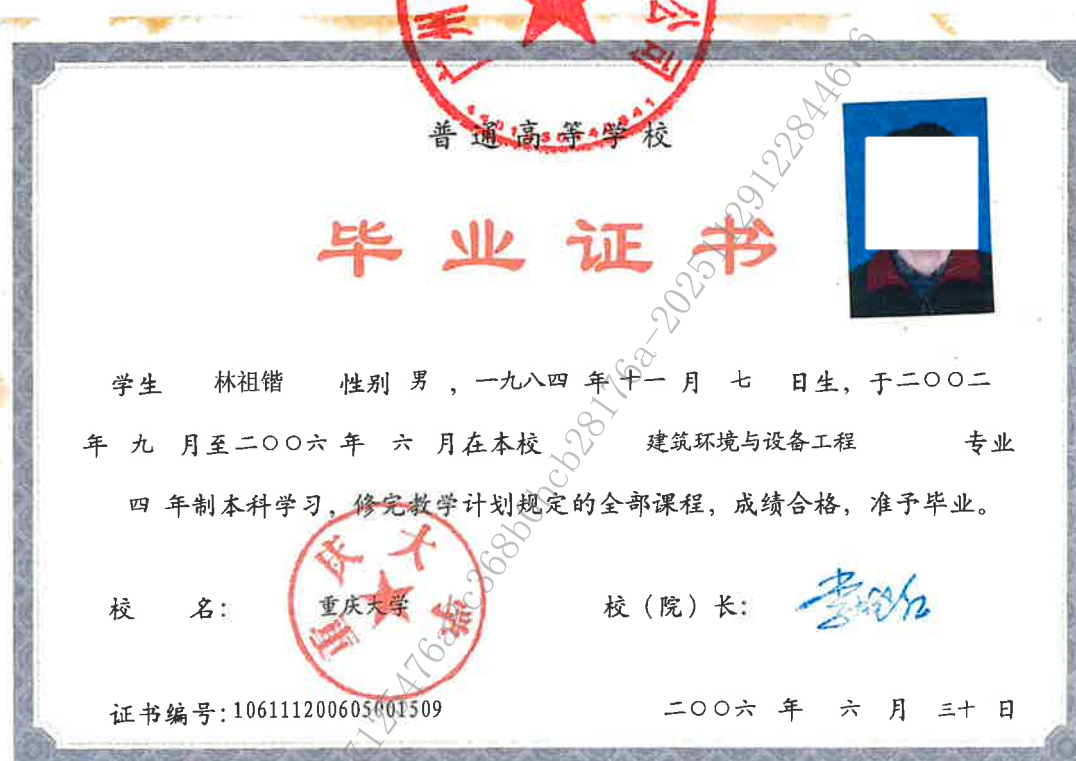 普通高等学校
毕业证书
学生 林祖锴 性别 男 ，一九八四 年 十一 月 七 日生，于二〇〇二
年 九 月至二〇〇六 年 六 月在本校 建筑环境与设备工程 专业
四 年制本科学习，修完教学计划规定的全部课程，成绩合格，准予毕业。
校 名： 重庆大学 校（院）长：
重庆大学
证书编号：106111200605001509 二〇〇六 年 六 月 三十 日